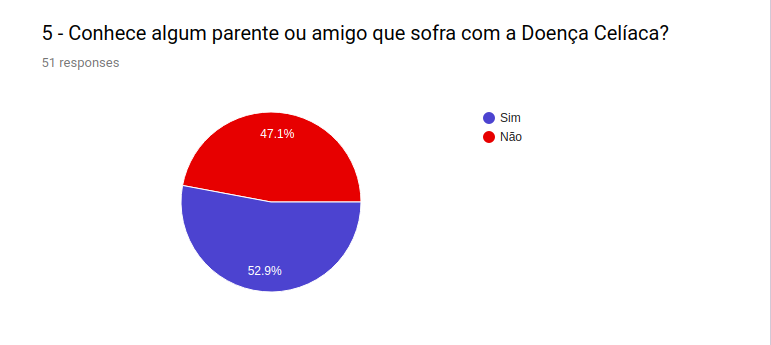 5 - Conhece algum parente ou amigo que sofra com a Doença Celíaca?
51 responses
47.1%
52.9%
Sim
Não